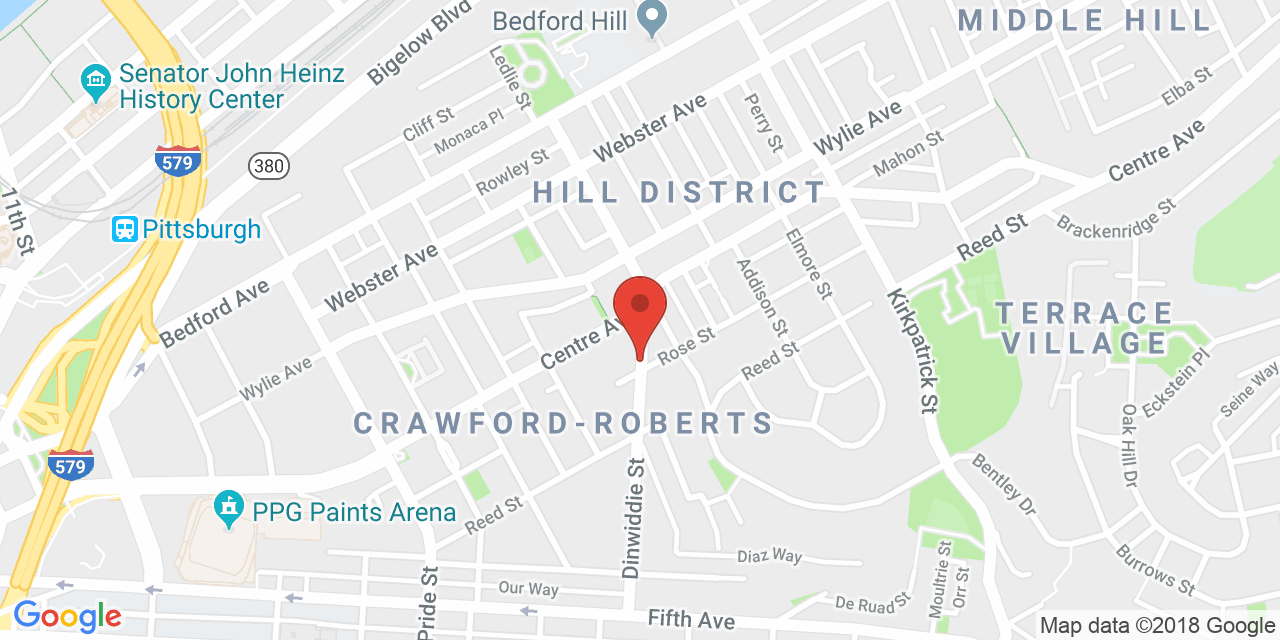 Bedford Hill
MIDDLE HILL
Bigelow Blvd
Ledlie St
Senator John Heinz
History Center
Cliff St
Monaca Pl
Webster Ave
Perry St
Wylie Ave
Elba St
Mahon St
Centre Ave
579
380
Rowley St
HILL DISTRICT
11th St
Pittsburgh
Brackenridge St
Reed St
Webster Ave
Elmore St
Addison St
Bedford Ave
Kirkpatrick St
TERRACE
VILLAGE
Centre Av
Rose St
Reed St
Wylie Ave
Eckstein Pl
Seine Way
CRAWFORD-ROBERTS
Oak Hill Dr
579
Bentley Dr
PPG Paints Arena
Reed St
Dinwiddie St
Diaz Way
Moultrie St
Orr St
Burrows St
Pride St
Our Way
De Ruad St
Fifth Ave
Google
Map data ©2018 Google